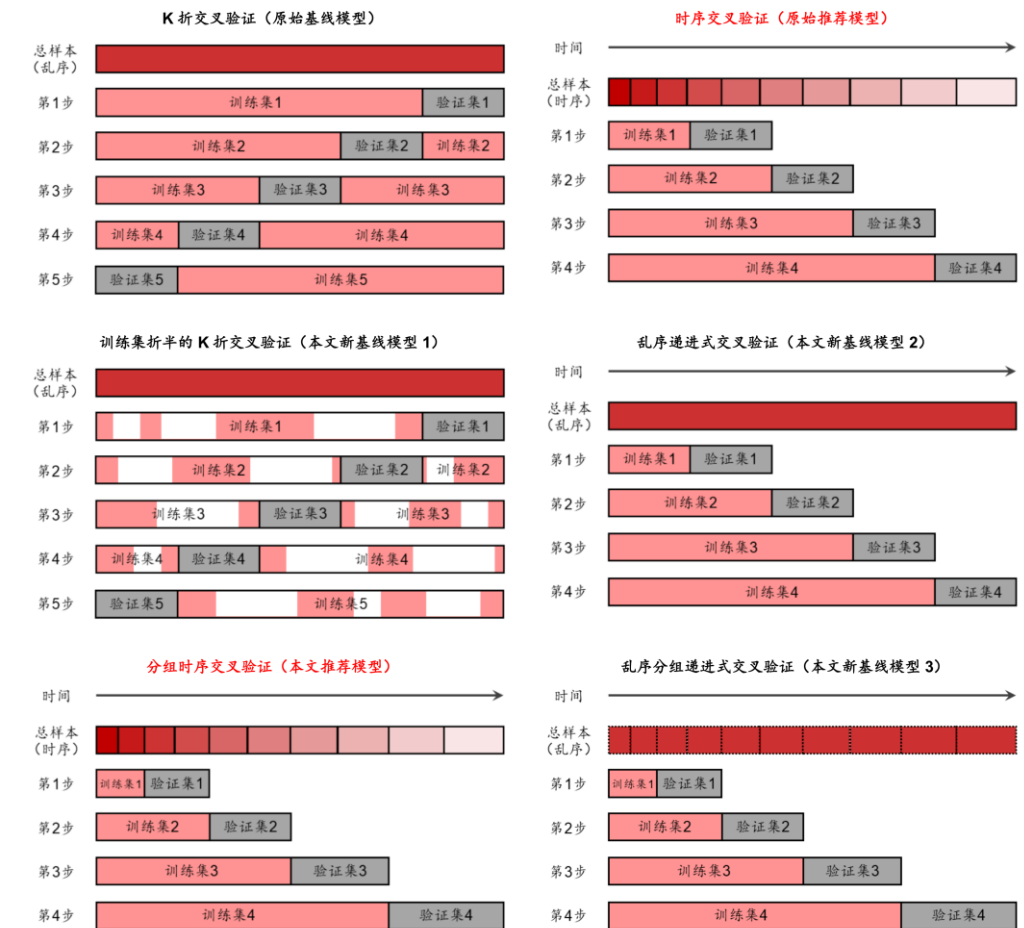 K 折交叉验证（原始基线模型）
总样本
（乱序）
第1步
训练集1
验证集1
第2步
训练集2
验证集2
训练集2
第3步
训练集3
验证集3
训练集3
第4步
训练集4
验证集4
训练集4
第5步
验证集5
训练集5
时序交叉验证（原始推荐模型）
时间
总样本
（时序）
第1步
训练集1
验证集1
第2步
训练集2
验证集2
第3步
训练集3
验证集3
第4步
训练集4
验证集4
训练集折半的 K 折交叉验证（本文新基线模型 1）
总样本
（乱序）
第1步
训练集1
验证集1
第2步
训练集2
验证集2
训练集2
第3步
训练集3
验证集3
训练集3
第4步
训练集4
验证集4
训练集4
第5步
验证集5
训练集5
乱序递进式交叉验证（本文新基线模型 2）
时间
总样本
（乱序）
第1步
训练集1
验证集1
第2步
训练集2
验证集2
第3步
训练集3
验证集3
第4步
训练集4
验证集4
分组时序交叉验证（本文推荐模型）
时间
总样本
（时序）
第1步
训练集1
验证集1
第2步
训练集2
验证集2
第3步
训练集3
验证集3
第4步
训练集4
验证集4
乱序分组递进式交叉验证（本文新基线模型 3）
时间
总样本
（乱序）
第1步
训练集1
验证集1
第2步
训练集2
验证集2
第3步
训练集3
验证集3
第4步
训练集4
验证集4